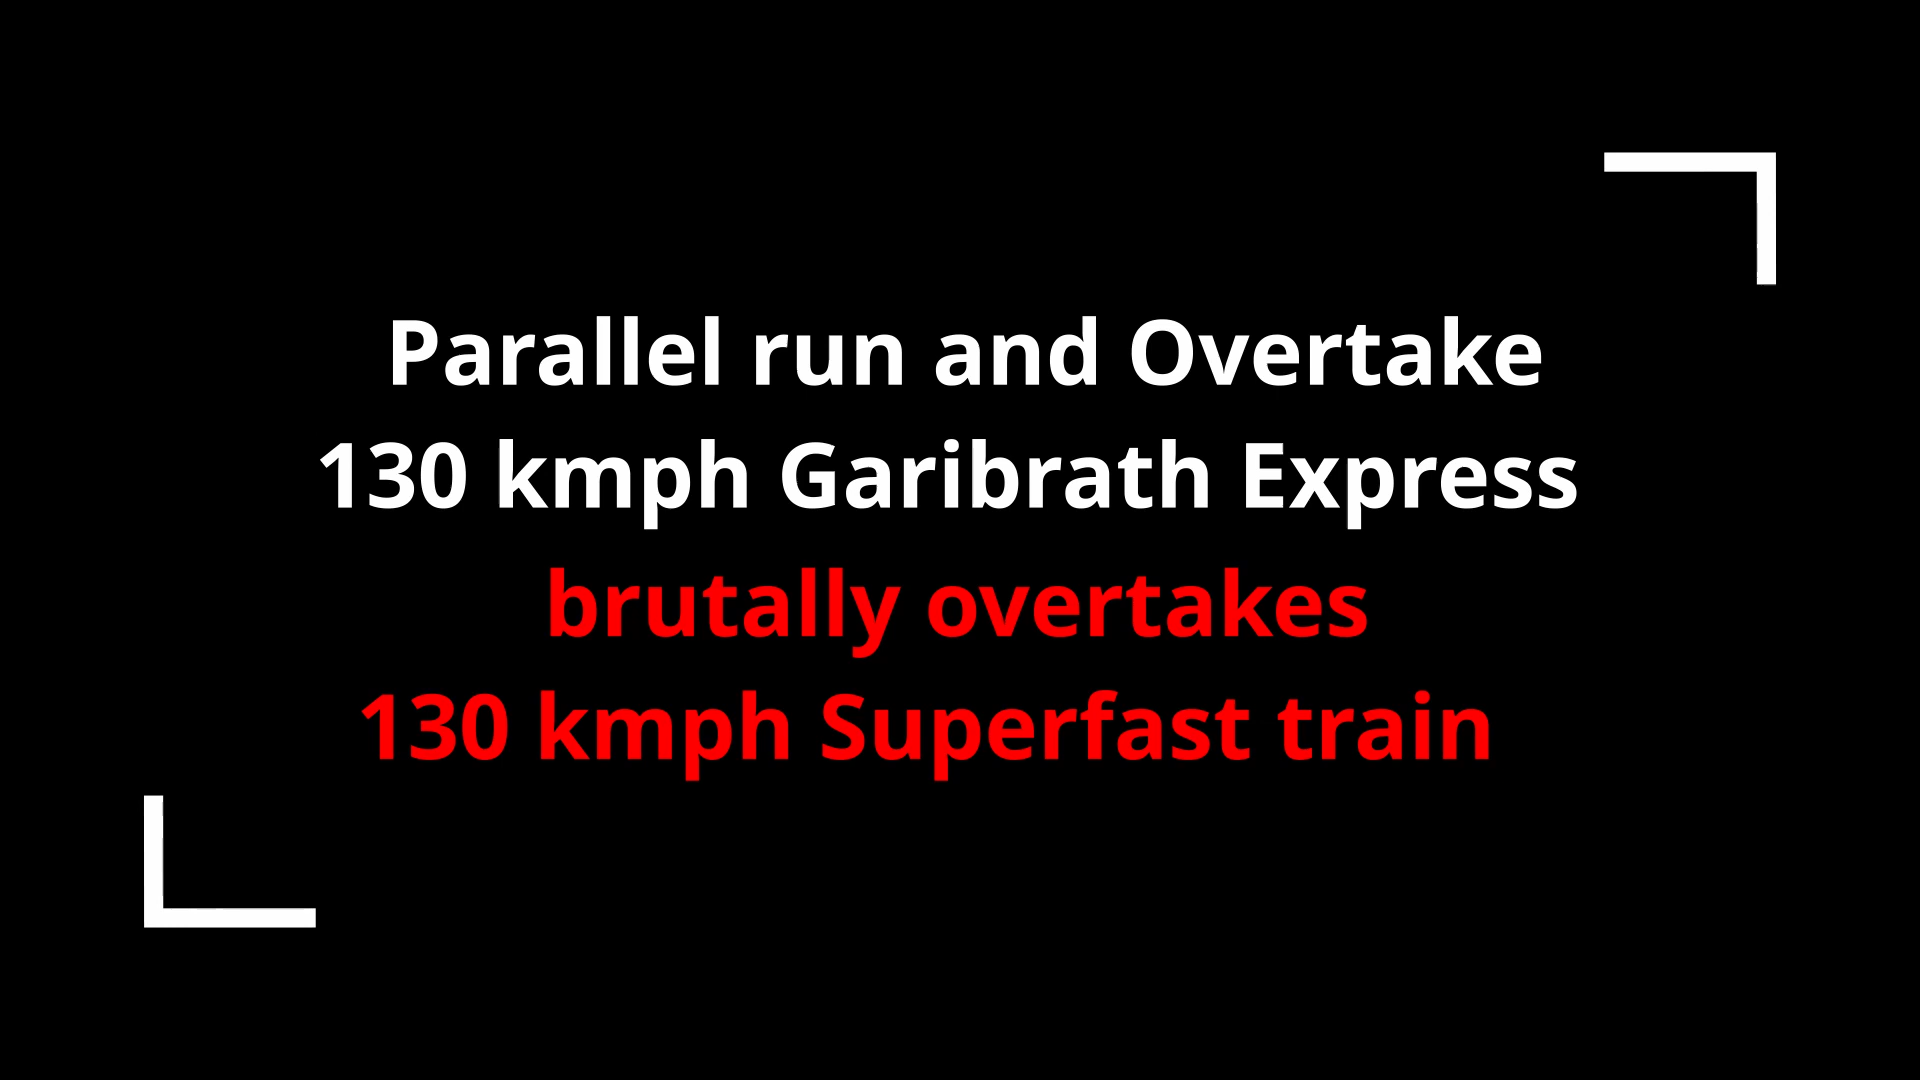 Parallel run and Overtake
130 kmph Garibrath Express
brutally overtakes
130 kmph Superfast train